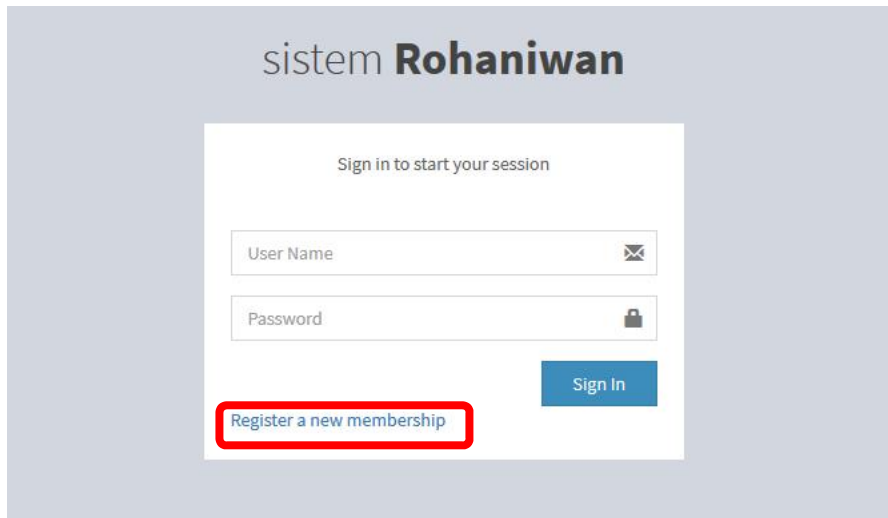 sistem Rohaniwan
Sign in to start your session
User Name
Password
Sign In
Register a new membership